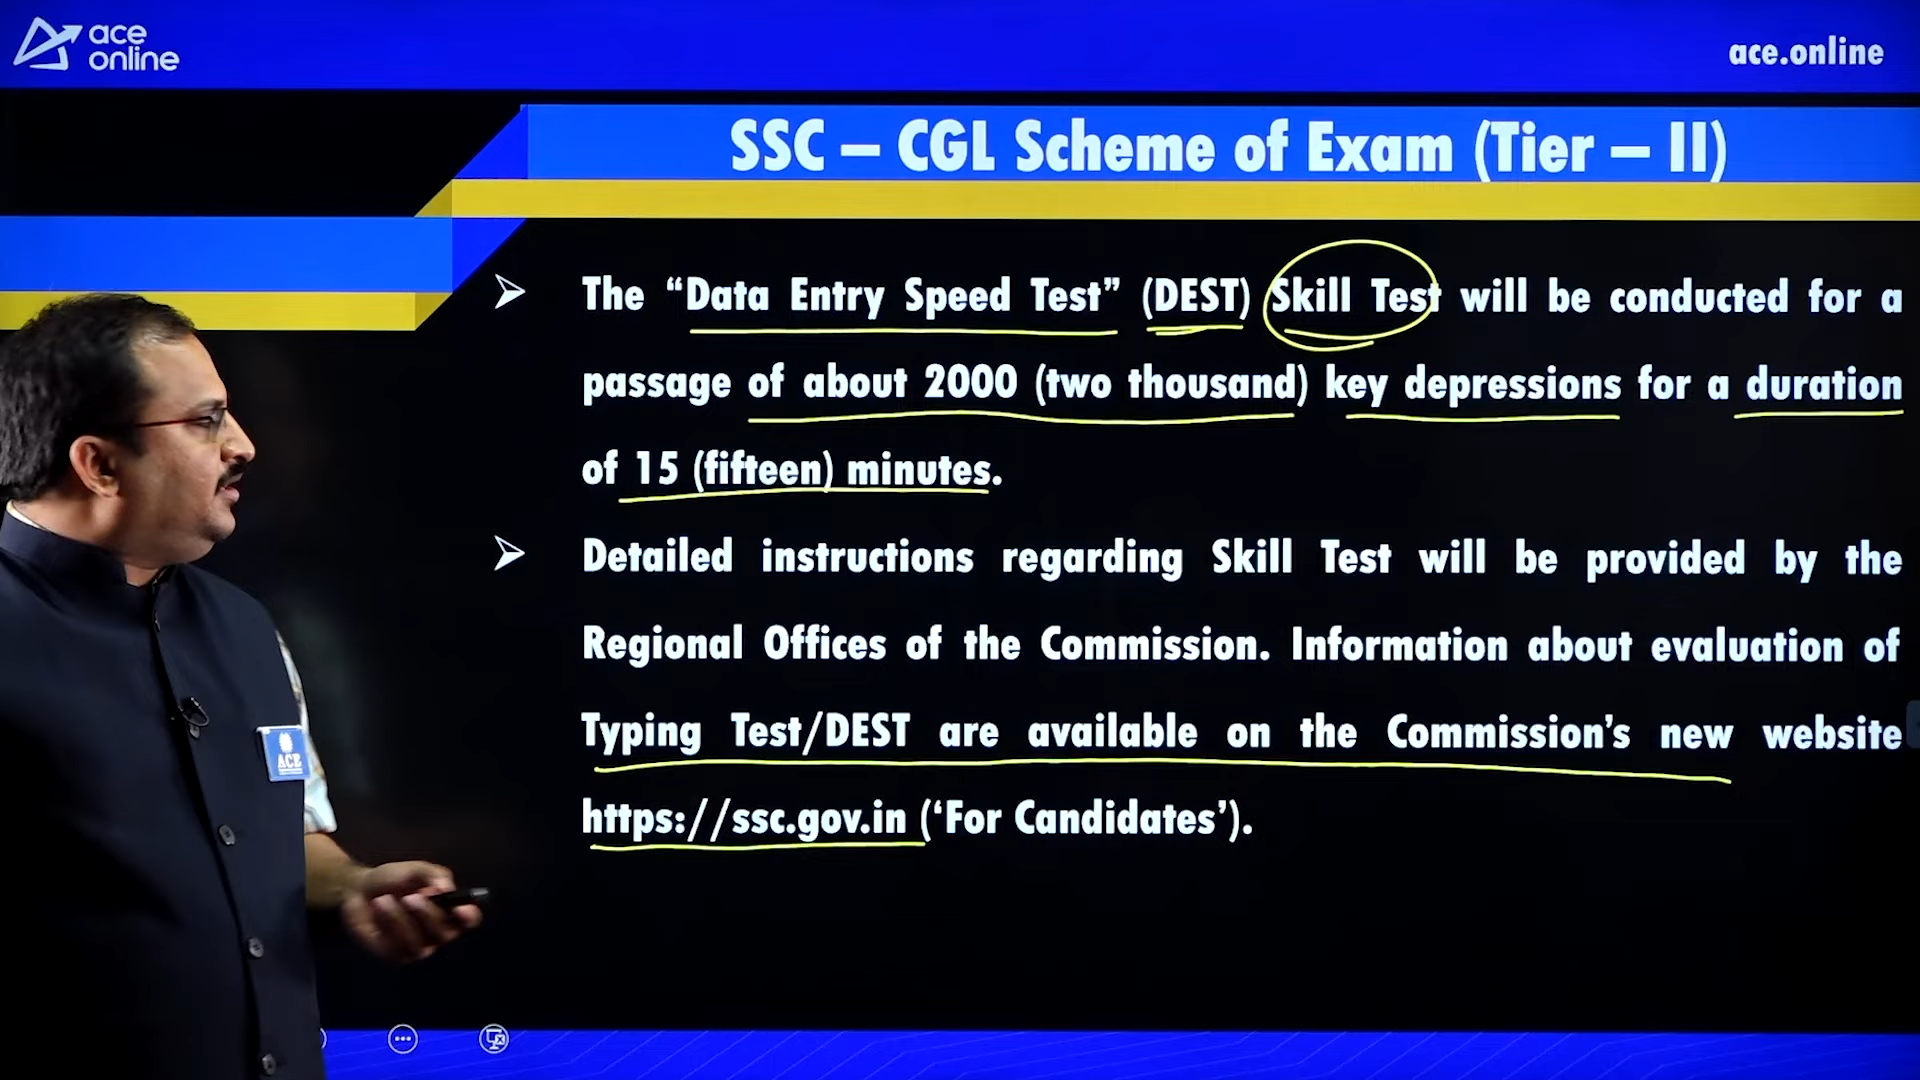 ace
online
ace.online
SSC – CGL Scheme of Exam (Tier – II)
➢ The “Data Entry Speed Test” (DEST) Skill Test will be conducted for a
passage of about 2000 (two thousand) key depressions for a duration
of 15 (fifteen) minutes.
➢ Detailed instructions regarding Skill Test will be provided by the
Regional Offices of the Commission. Information about evaluation of
Typing Test/DEST are available on the Commission’s new website
https://ssc.gov.in (‘For Candidates’).
ACE